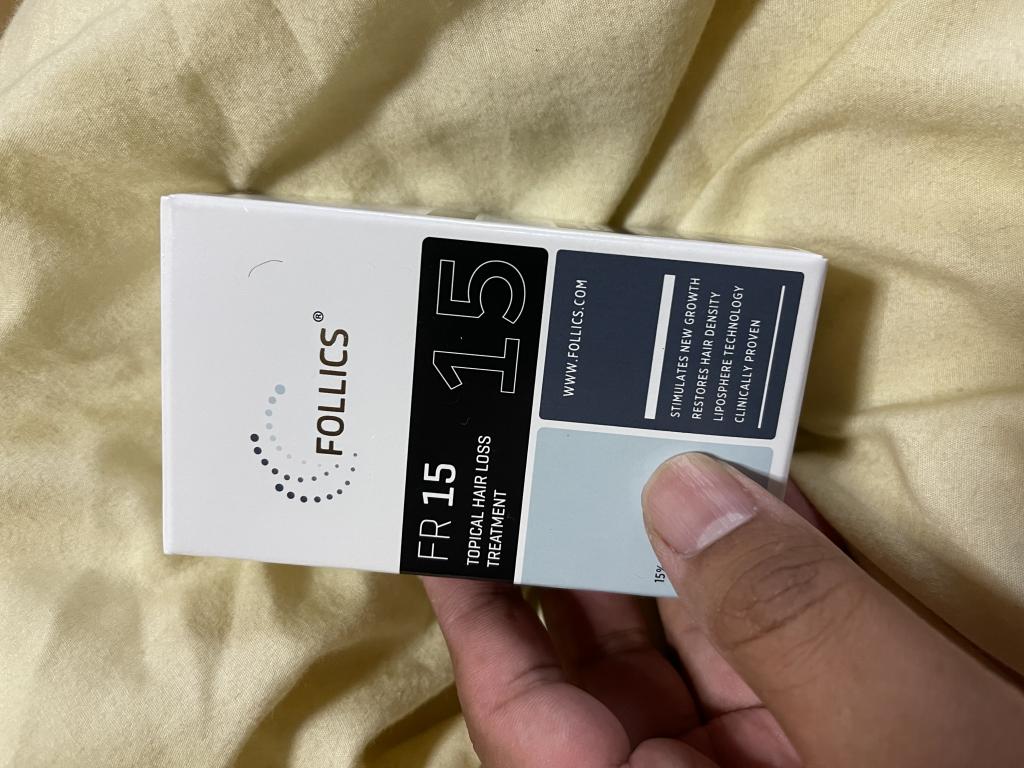 FOLLICS®
FR 15
TOPICAL HAIR LOSS
TREATMENT
15
WWW.FOLLICS.COM
STIMULATES NEW GROWTH
RESTORES HAIR DENSITY
LIPOSPHERE TECHNOLOGY
CLINICALLY PROVEN
15%